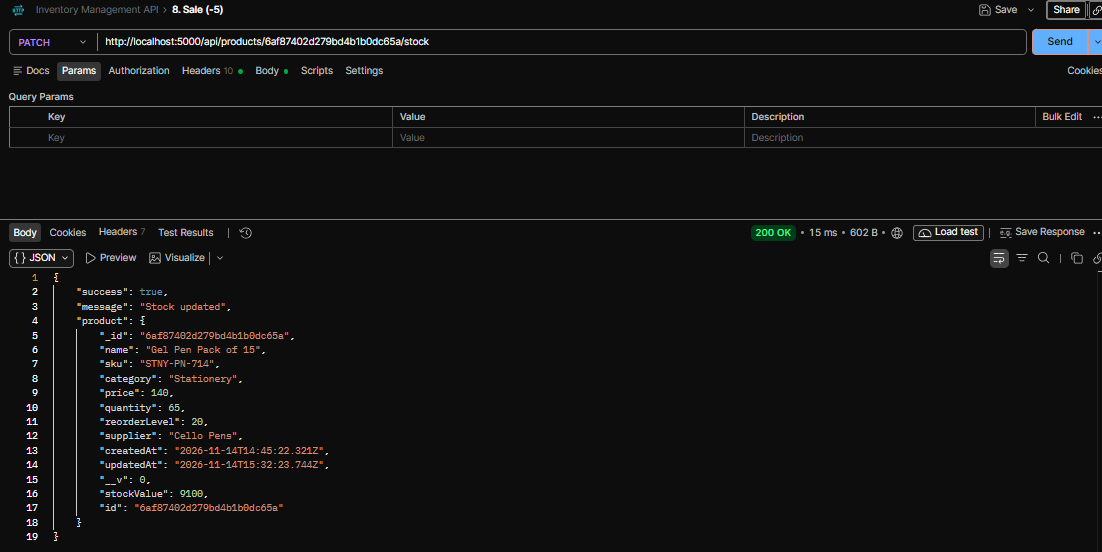 Inventory Management API › 8. Sale (-5) Save Share
PATCH http://localhost:5000/api/products/6af87402d279bd4b1b0dc65a/stock Send
Docs Params Authorization Headers 10 Body Scripts Settings Cookies
Query Params
Key Value Description Bulk Edit ...
Key Value Description
Body Cookies Headers 7 Test Results 200 OK • 15 ms • 602 B • Load test e.g. Save Response ...
{} JSON Preview Visualize
1 {
2 "success": true,
3 "message": "Stock updated",
4 "product": {
5 "_id": "6af87402d279bd4b1b0dc65a",
6 "name": "Gel Pen Pack of 15",
7 "sku": "STNY-PN-714",
8 "category": "Stationery",
9 "price": 140,
10 "quantity": 65,
11 "reorderLevel": 20,
12 "supplier": "Cello Pens",
13 "createdAt": "2026-11-14T14:45:22.321Z",
14 "updatedAt": "2026-11-14T15:32:23.744Z",
15 "__v": 0,
16 "stockValue": 9100,
17 "id": "6af87402d279bd4b1b0dc65a"
18 }
19 }